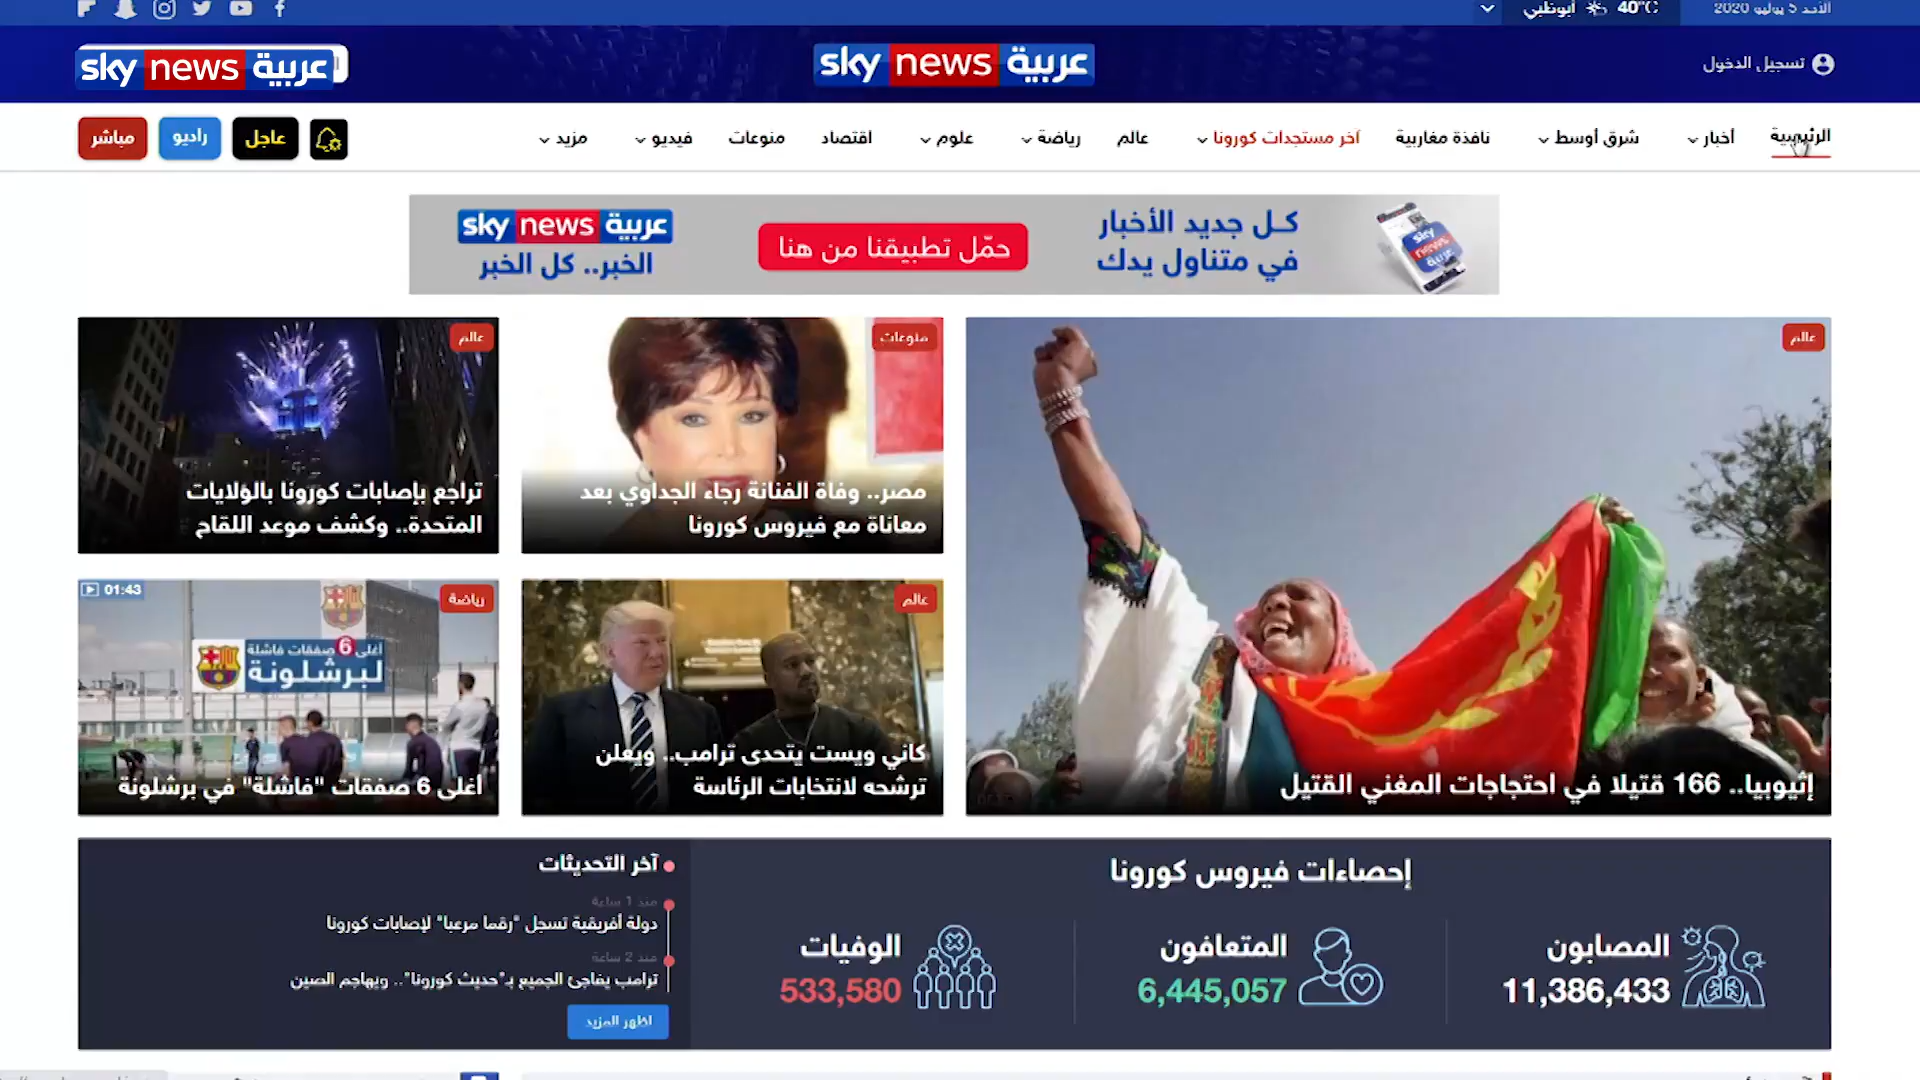 الأحد 5 يوليو 2020
40°C أبوظبي
تسجيل الدخول
sky news عربية
sky news عربية
الرئيسية
أخبار
شرق أوسط
نافذة مغاربية
آخر مستجدات كورونا
عالم
رياضة
علوم
اقتصاد
منوعات
فيديو
مزيد
عاجل
راديو
مباشر
كل جديد الأخبار
في متناول يدك
حمّل تطبيقنا من هنا
sky news عربية
الخبر.. كل الخبر
sky
news
عربية
عالم
إثيوبيا.. 166 قتيلا في احتجاجات المغني القتيل
منوعات
مصر.. وفاة الفنانة رجاء الجداوي بعد
معاناة مع فيروس كورونا
عالم
تراجع بإصابات كورونا بالولايات
المتحدة.. وكشف موعد اللقاح
عالم
كاني ويست يتحدى ترامب.. ويعلن
ترشحه لانتخابات الرئاسة
رياضة
01:43
أغلى 6 صفقات فاشلة
لبرشلونة
أغلى 6 صفقات "فاشلة" في برشلونة
إحصاءات فيروس كورونا
المصابون
11,386,433
المتعافون
6,445,057
الوفيات
533,580
آخر التحديثات
منذ 1 ساعة
دولة أفريقية تسجل "رقما مرعبا" لإصابات كورونا
منذ 2 ساعة
ترامب يفاجئ الجميع بـ"حديث كورونا".. ويهاجم الصين
اظهر المزيد